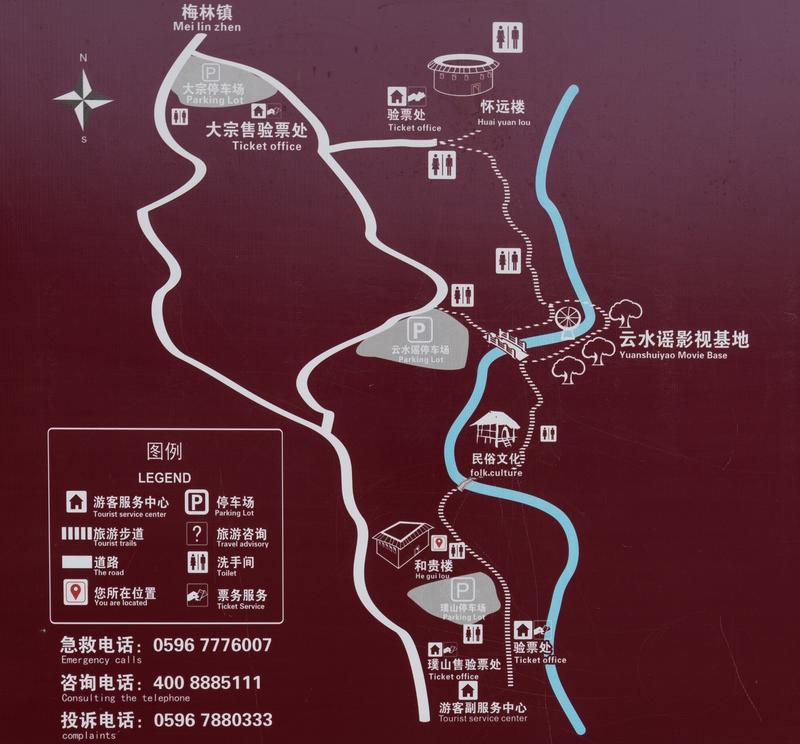 梅林镇
Mei lin zhen
N
S
P
大宗停车场
Parking Lot
大宗售验票处
Ticket office
验票处
Ticket office
怀远楼
Huai yuan lou
P
云水谣停车场
Parking Lot
云水谣影视基地
Yuanshuiyao Movie Base
民俗文化
folk.culture
图例
LEGEND
游客服务中心
Tourist service center
P
停车场
Parking Lot
旅游步道
Tourist trails
?
旅游咨询
Travel advisory
道路
The road
洗手间
Toilet
您所在位置
You are located
票务服务
Ticket Service
和贵楼
He gui lou
P
璞山停车场
Parking Lot
璞山售验票处
Ticket office
验票处
Ticket office
游客副服务中心
Tourist service center
急救电话：0596 7776007
Emergency calls
咨询电话：400 8885111
Consulting the telephone
投诉电话：0596 7880333
complaints